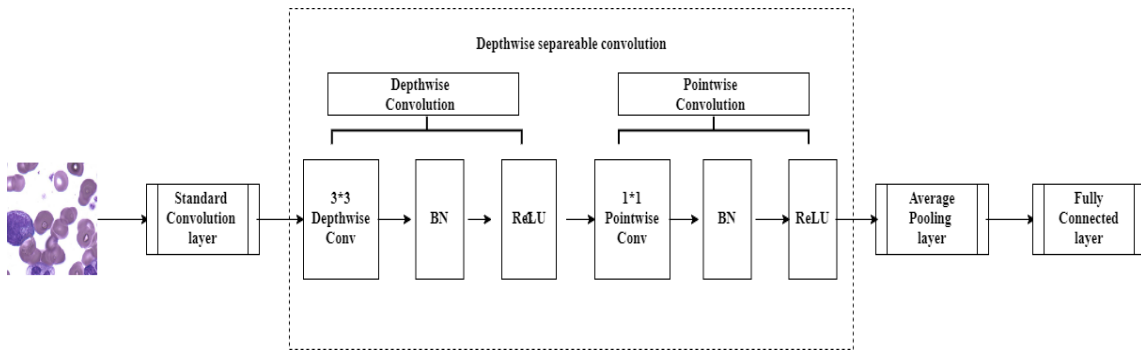 Depthwise separeable convolution
Depthwise
Convolution
Pointwise
Convolution
Standard
Convolution
layer
3*3
Depthwise
Conv
BN
ReLU
1*1
Pointwise
Conv
BN
ReLU
Average
Pooling
layer
Fully
Connected
layer